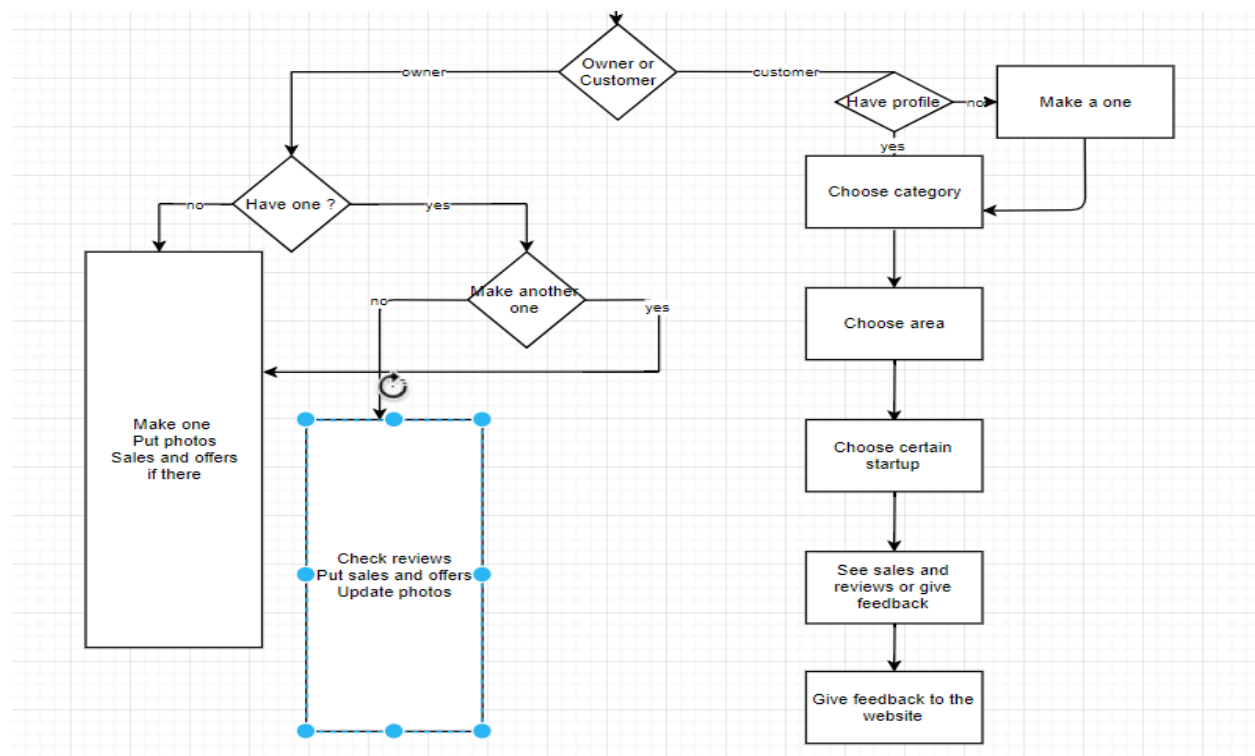 Owner or
Customer
owner
customer
Have profile
no
Make a one
yes
Choose category
Have one ?
no
yes
Make another
one
no
yes
Choose area
Make one
Put photos
Sales and offers
if there
Choose certain
startup
Check reviews
Put sales and offers
Update photos
See sales and
reviews or give
feedback
Give feedback to the
website